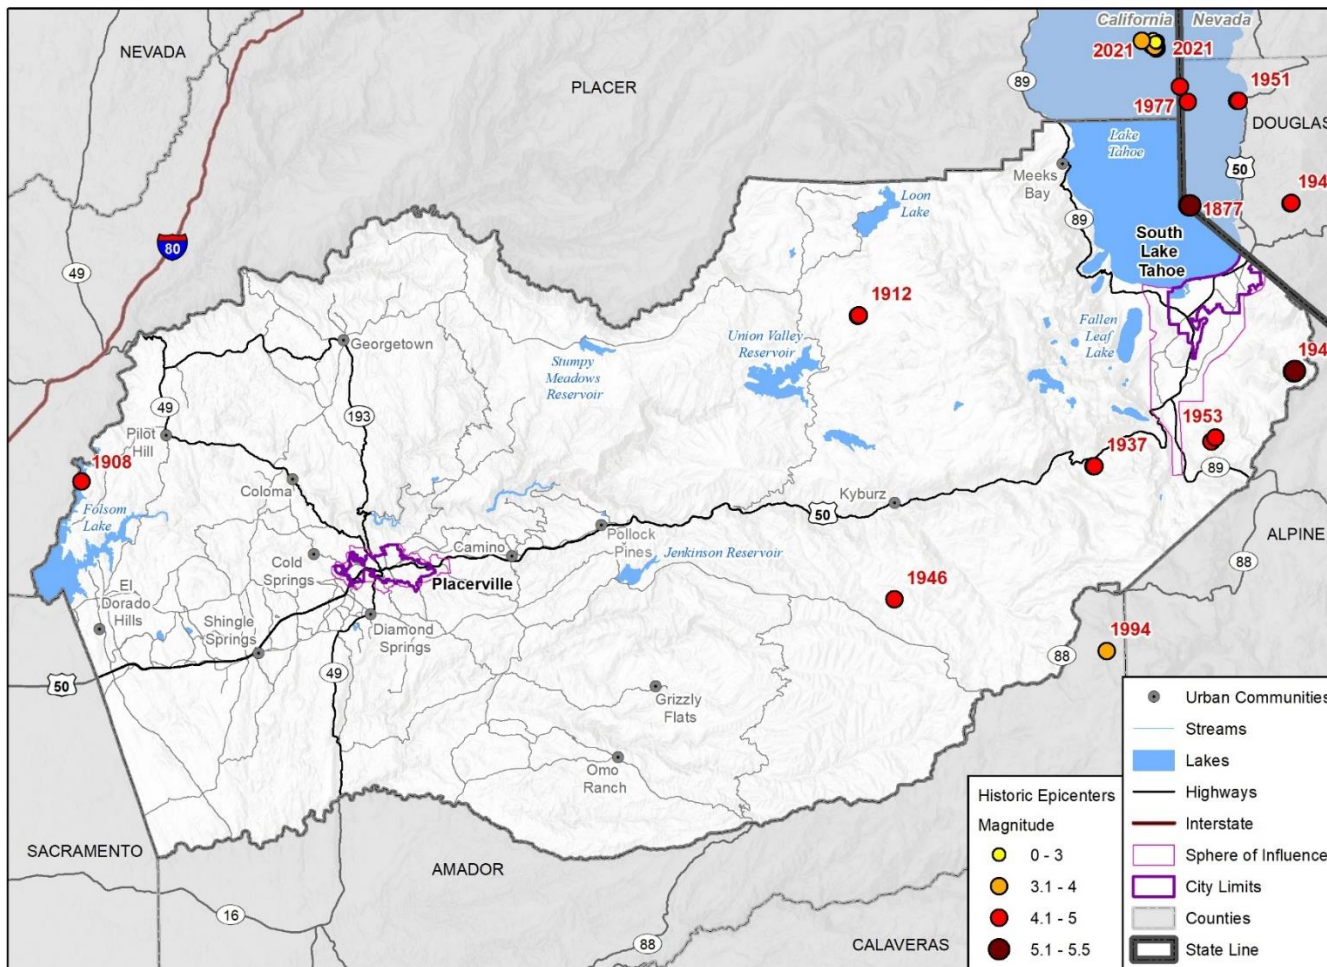 California
Nevada
NEVADA
2021
2021
89
1951
PLACER
1977
DOUGLAS
49
80
Lake
Tahoe
50
Meeks
Bay
Loon
Lake
89
194
1877
South
Lake
Tahoe
1912
Union Valley
Reservoir
Fallen
Leaf
Lake
Georgetown
Stumpy
Meadows
Reservoir
194
49
193
Pilot
Hill
1908
1953
1937
89
Coloma
Folsom
Lake
Kyburz
50
Pollock
Pines
Camino
Jenkinson Reservoir
ALPINE
88
Cold
Springs
Placerville
El
Dorado
Hills
1946
Shingle
Springs
Diamond
Springs
1994
88
50
49
Grizzly
Flats
Omo
Ranch
SACRAMENTO
AMADOR
16
88
CALAVERAS
Historic Epicenters
Magnitude
0 - 3
3.1 - 4
4.1 - 5
5.1 - 5.5
Urban Communities
Streams
Lakes
Highways
Interstate
Sphere of Influence
City Limits
Counties
State Line